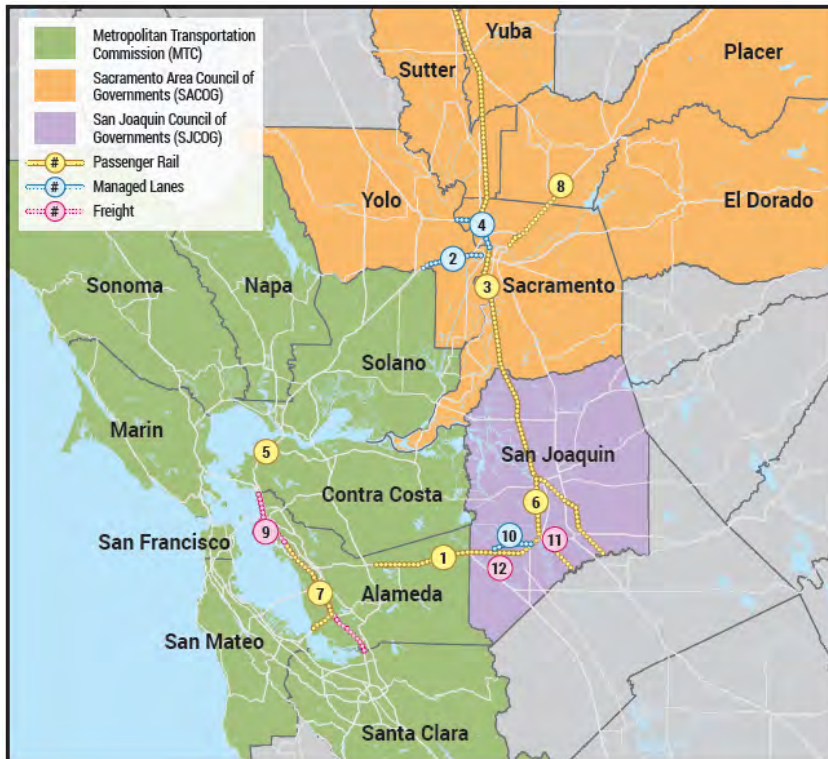 Metropolitan Transportation
Commission (MTC)
Sacramento Area Council of
Governments (SACOG)
San Joaquin Council of
Governments (SJCOG)
# Passenger Rail
# Managed Lanes
# Freight
Yuba
Placer
Sutter
8
Yolo
El Dorado
4
2
Sonoma
Napa
3
Sacramento
Solano
Marin
5
San Joaquin
Contra Costa
6
9
10
11
San Francisco
1
12
7
Alameda
San Mateo
Santa Clara